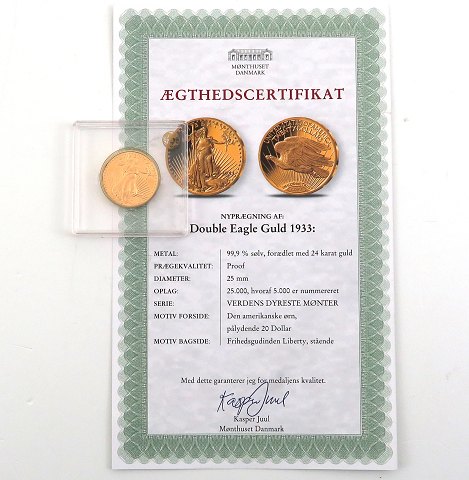 MØNTHUSET
DANMARK
ÆGTHEDSCERTIFIKAT
NYPRÆGNING AF:
Double Eagle Guld 1933:
METAL: 99,9 % sølv, forædlet med 24 karat guld
PRÆGEKVALITET: Proof
DIAMETER: 25 mm
OPLAG: 25.000, hvoraf 5.000 er nummereret
SERIE: VERDENS DYRESTE MØNTER
MOTIV FORSIDE: Den amerikanske ørn,
pålydende 20 Dollar
MOTIV BAGSIDE: Frihedsgudinden Liberty, stående
Med dette garanterer jeg for medaljens kvalitet.
Kasper Juul
Kasper Juul
Mønthuset Danmark